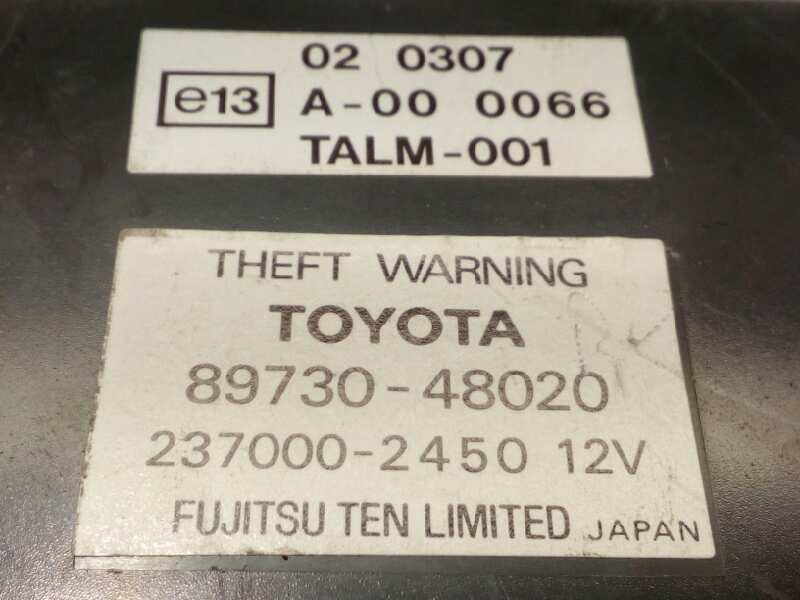 02 0307
e13 A-00 0066
TALM-001
THEFT WARNING
TOYOTA
89730-48020
237000-2450 12V
FUJITSU TEN LIMITED JAPAN